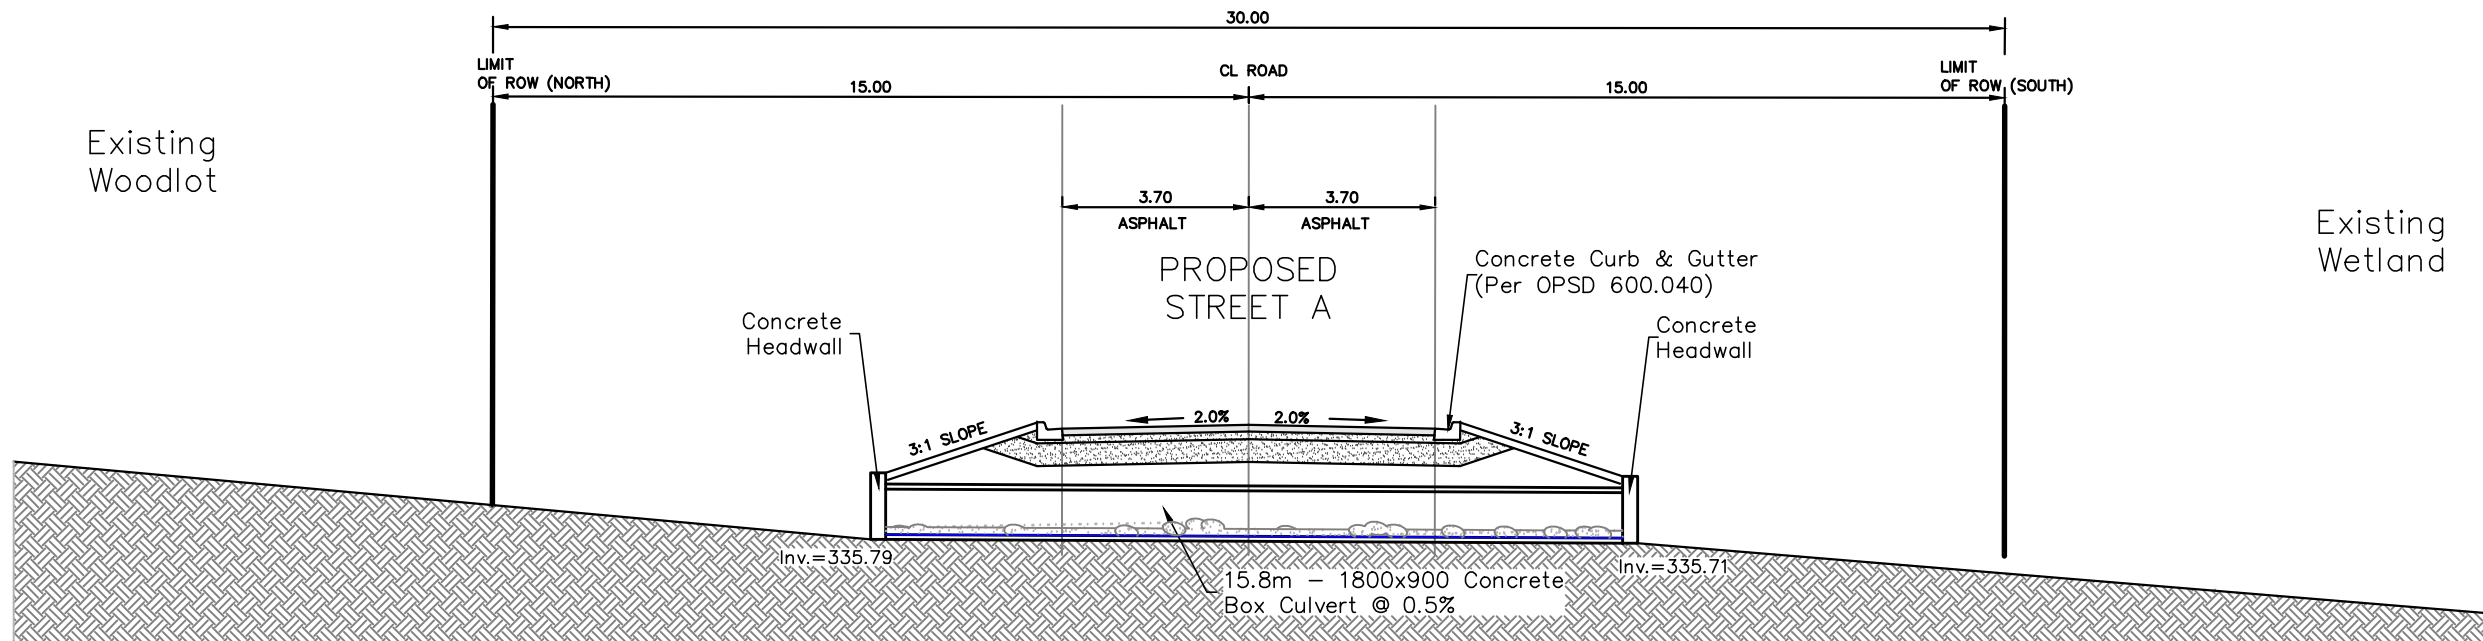 30.00
LIMIT
OF ROW (NORTH)
15.00
CL ROAD
15.00
LIMIT
OF ROW (SOUTH)
Existing
Woodlot
3.70
ASPHALT
3.70
ASPHALT
Existing
Wetland
PROPOSED
STREET A
Concrete Curb & Gutter
(Per OPSD 600.040)
Concrete
Headwall
Concrete
Headwall
3:1 SLOPE
2.0%
2.0%
3:1 SLOPE
Inv.=335.79
Inv.=335.71
15.8m - 1800x900 Concrete
Box Culvert @ 0.5%